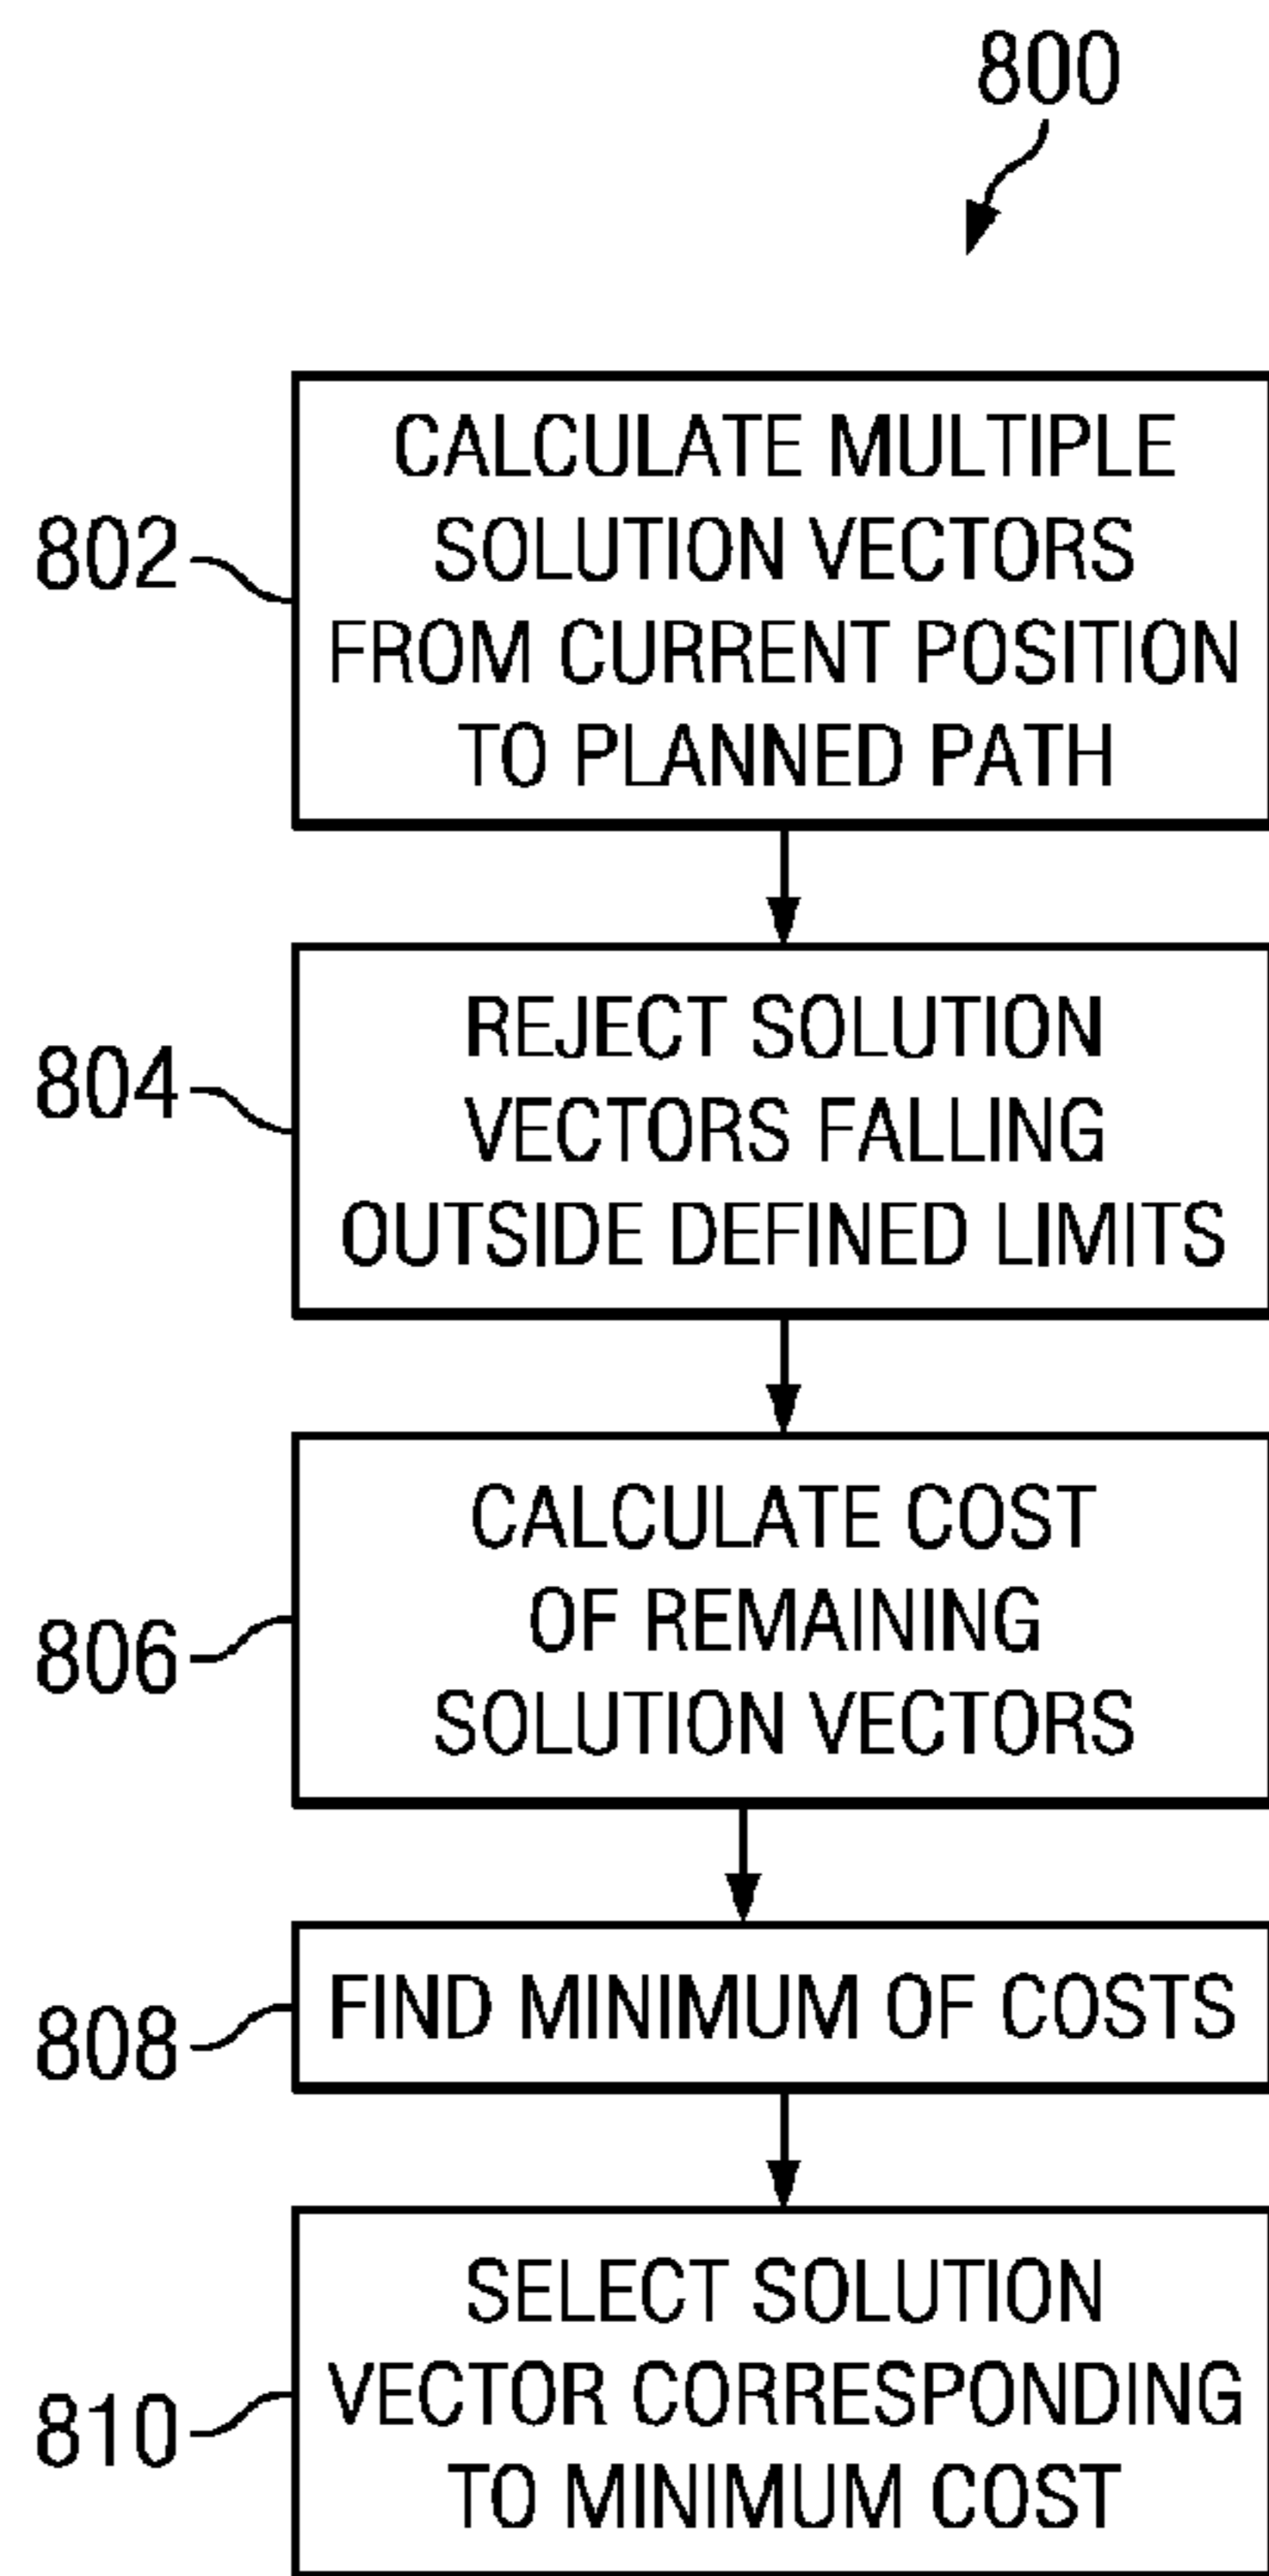 800
802
CALCULATE MULTIPLE
SOLUTION VECTORS
FROM CURRENT POSITION
TO PLANNED PATH
804
REJECT SOLUTION
VECTORS FALLING
OUTSIDE DEFINED LIMITS
806
CALCULATE COST
OF REMAINING
SOLUTION VECTORS
808
FIND MINIMUM OF COSTS
810
SELECT SOLUTION
VECTOR CORRESPONDING
TO MINIMUM COST